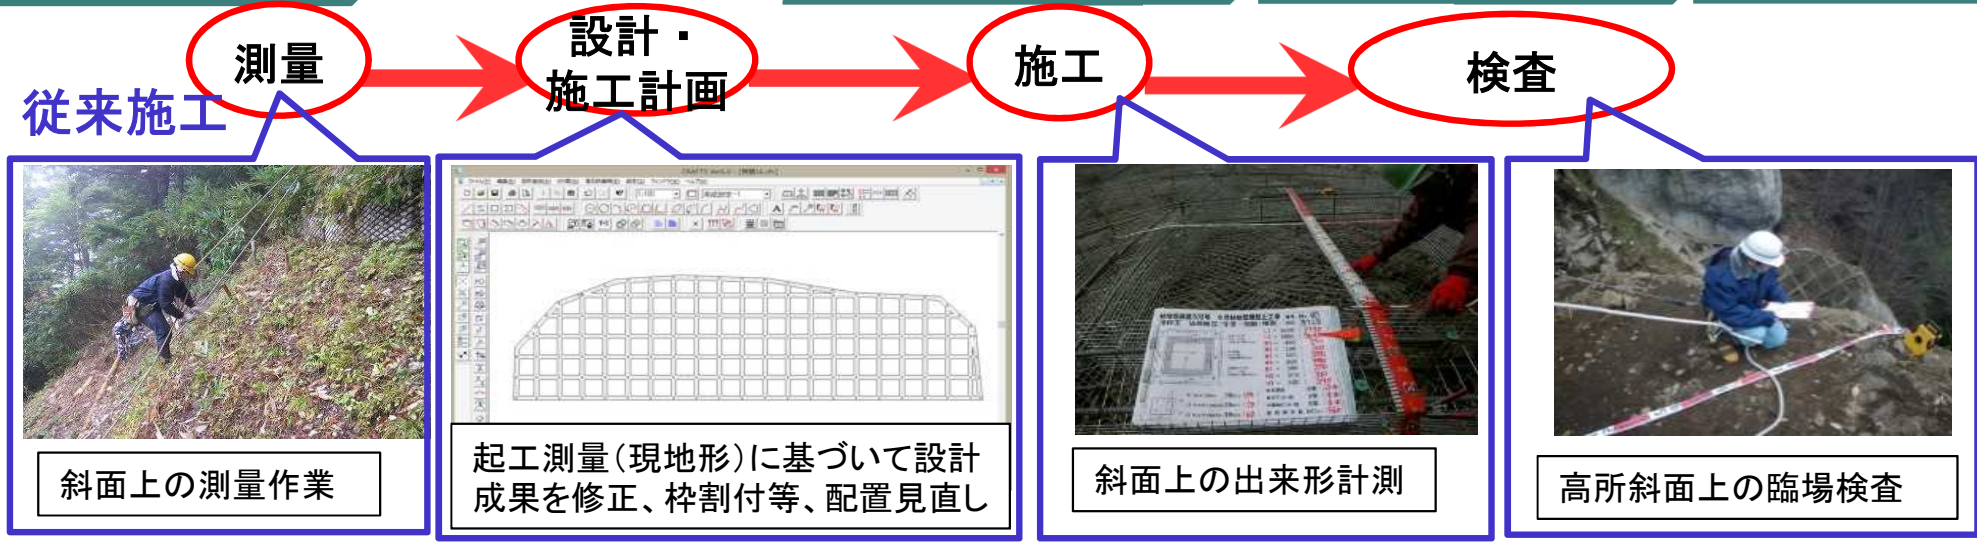 測量
設計・
施工計画
施工
検査
従来施工
斜面上の測量作業
起工測量(現地形)に基づいて設計
成果を修正、枠割付等、配置見直し
斜面上の出来形計測
高所斜面上の臨場検査